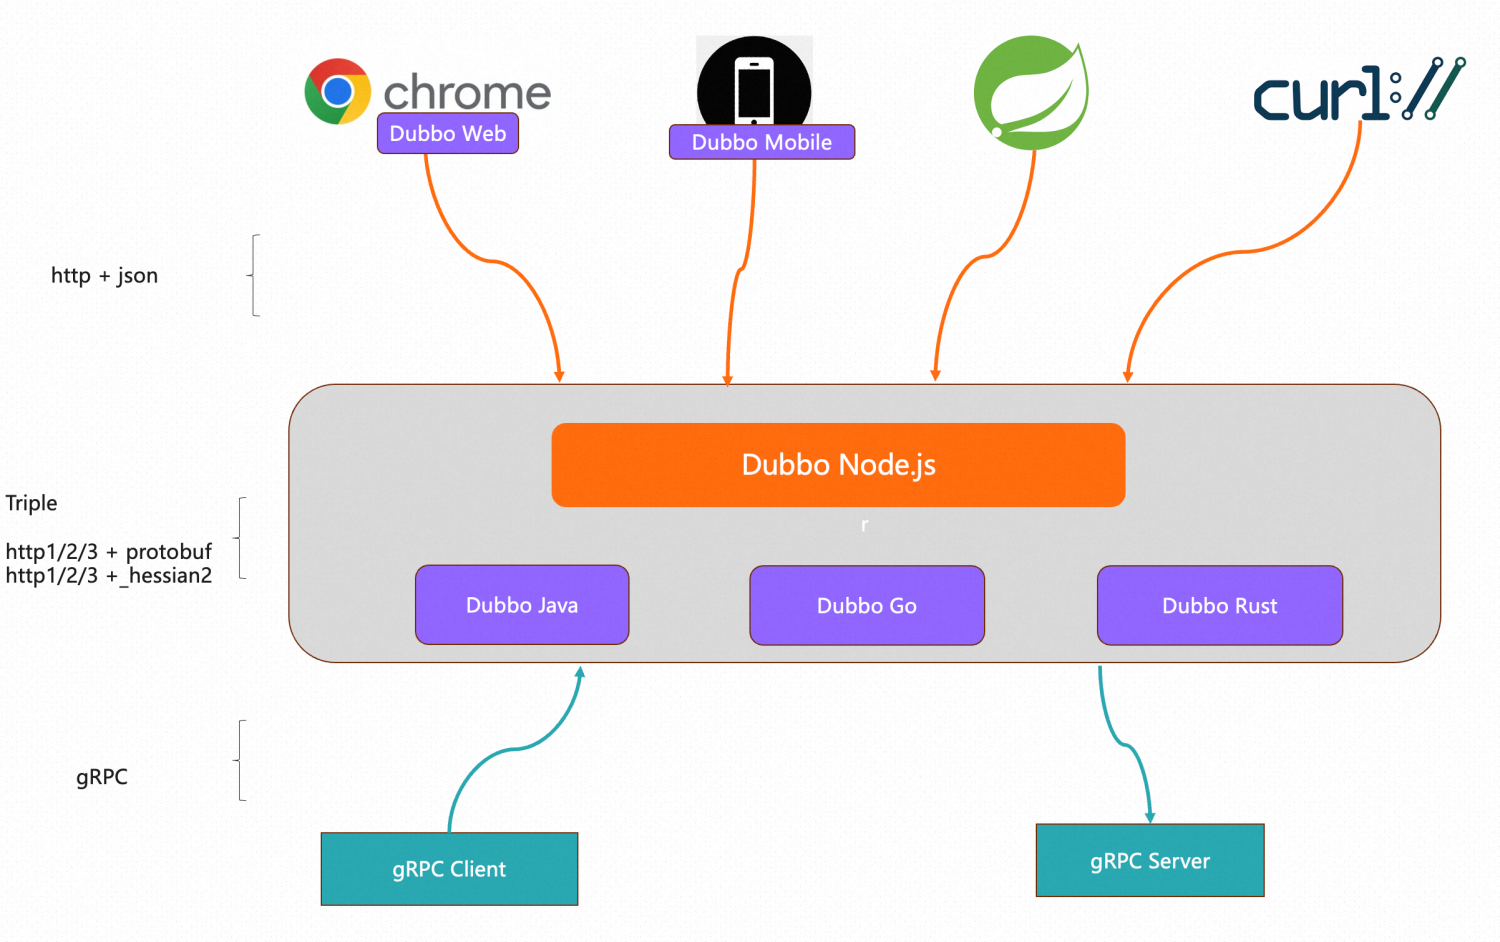 chrome
curl://
Dubbo Web
Dubbo Mobile
http + json
Dubbo Node.js
Triple
r
http1/2/3 + protobuf
http1/2/3 +_hessian2
Dubbo Java
Dubbo Go
Dubbo Rust
gRPC
gRPC Client
gRPC Server